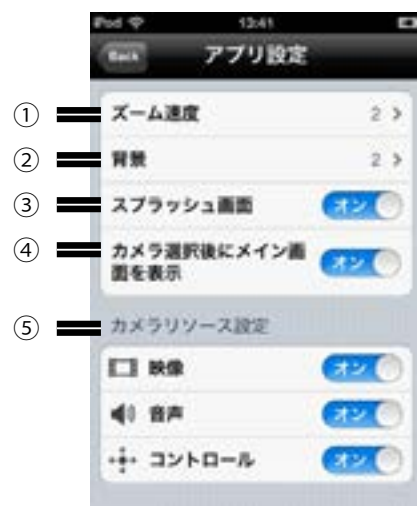 iPod 13:41
Back アプリ設定
① ズーム速度 2
② 背景 2
③ スプラッシュ画面 オン
④ カメラ選択後にメイン画
面を表示 オン
⑤ カメラリソース設定
映像 オン
音声 オン
コントロール オン